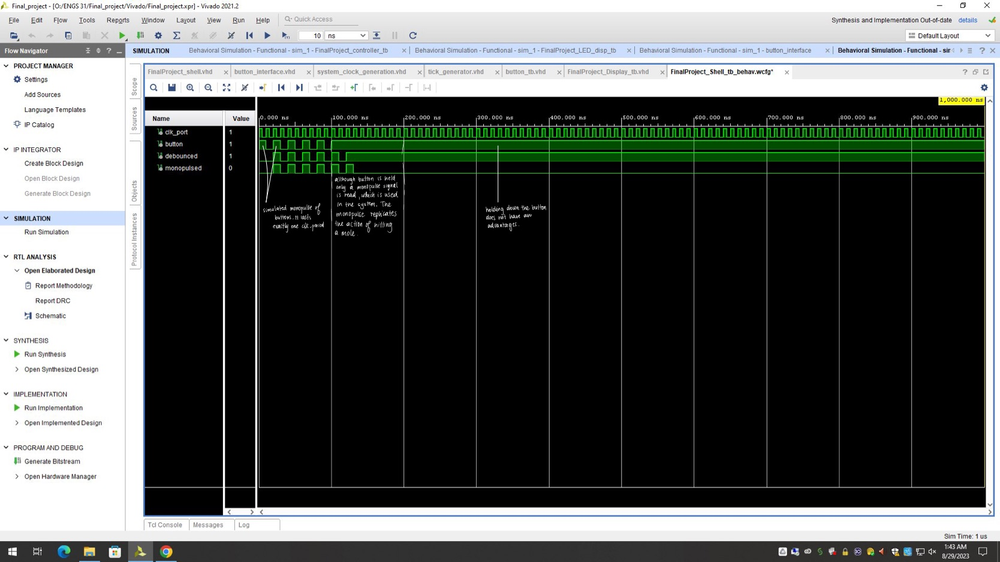 Final_project - [O:/ENGS 31/Final_project/Vivado/Final_project.xpr] - Vivado 2021.2
File Edit Flow Tools Reports Window Layout View Run Help Quick Access
Synthesis and Implementation Out-of-date details
10 ns
Default Layout
Flow Navigator
SIMULATION
Behavioral Simulation - Functional - sim_1 - FinalProject_controller_tb
Behavioral Simulation - Functional - sim_1 - FinalProject_LED_disp_tb
Behavioral Simulation - Functional - sim_1 - button_interface
Behavioral Simulation - Functional - sir
PROJECT MANAGER
Settings
Add Sources
Language Templates
IP Catalog
IP INTEGRATOR
Create Block Design
Open Block Design
Generate Block Design
SIMULATION
Run Simulation
RTL ANALYSIS
Open Elaborated Design
Report Methodology
Report DRC
Schematic
SYNTHESIS
Run Synthesis
Open Synthesized Design
IMPLEMENTATION
Run Implementation
Open Implemented Design
PROGRAM AND DEBUG
Generate Bitstream
Open Hardware Manager
Scope
Sources
Objects
Protocol Instances
FinalProject_shell.vhd button_interface.vhd system_clock_generation.vhd tick_generator.vhd button_tb.vhd FinalProject_Display_tb.vhd FinalProject_Shell_tb_behav.wcfg*
1,000.000 ns
Name Value
0.000 ns 100.000 ns 200.000 ns 300.000 ns 400.000 ns 500.000 ns 600.000 ns 700.000 ns 800.000 ns 900.000 ns
clk_port 1
button 1
debounced 1
monopulsed 0
simulated monopulse of
buttons. It lasts
exactly one clk-period
although button is held
only a monopulse signal
is read, which is used
in the system. The
monopulse replicates
the action of hitting
a mole.
holding down the button
does not have an
advantages.
Tcl Console Messages Log
Sim Time: 1 us
1:43 AM
8/29/2023